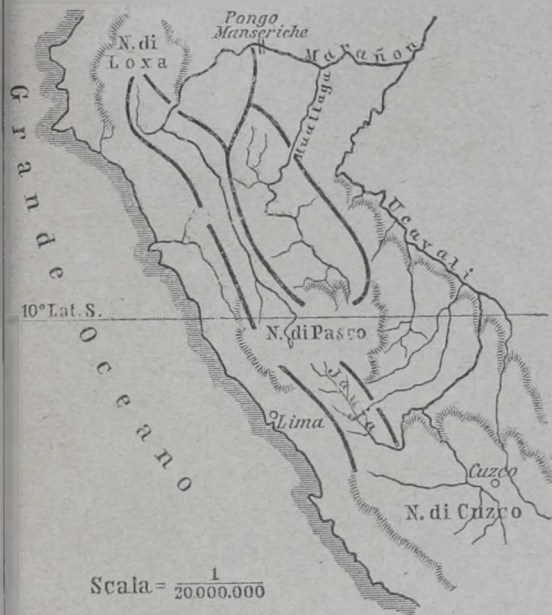 Pongo
Manseriche
N. di
Loxa
Marañon
Huallaga
Grande Oceano
Ucayali
10° Lat. S.
N. di Pasco
Jauja
Lima
Cuzco
N. di Cuzco
Scala = 1/20.000.000